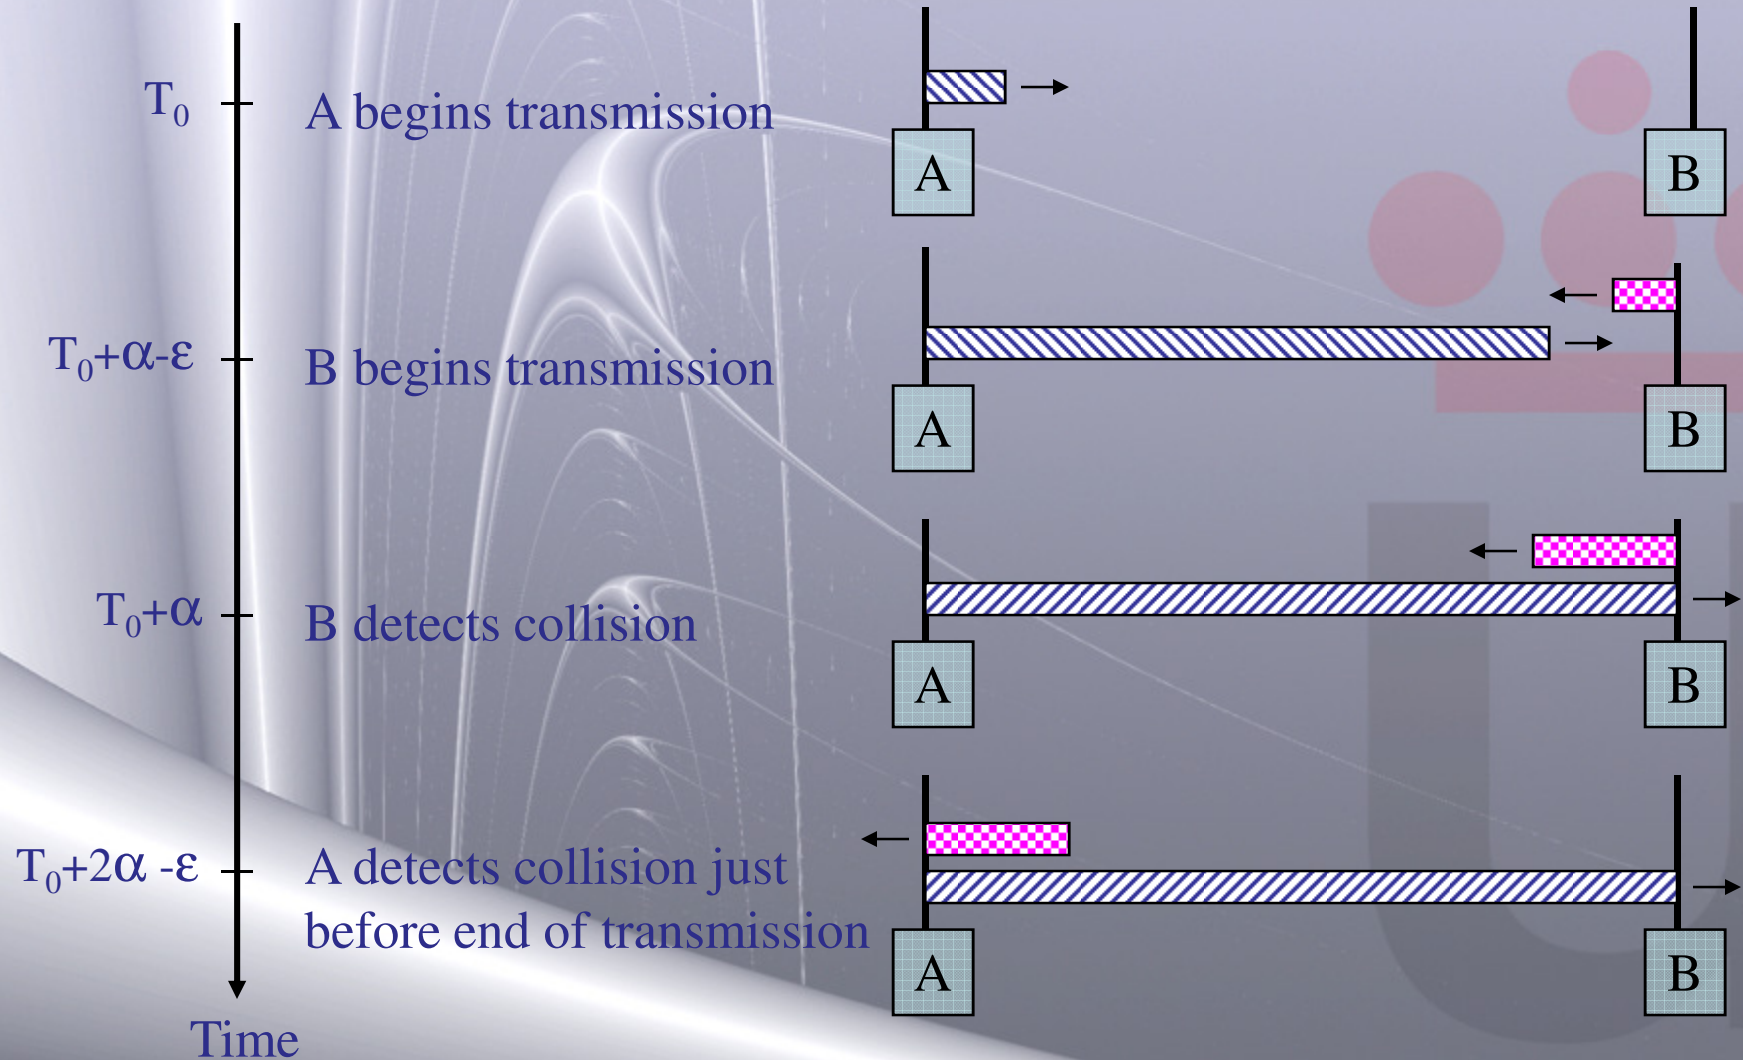 T₀
A begins transmission
A
B
T₀+α-ε
B begins transmission
A
B
T₀+α
B detects collision
A
B
T₀+2α -ε
A detects collision just
before end of transmission
A
B
Time